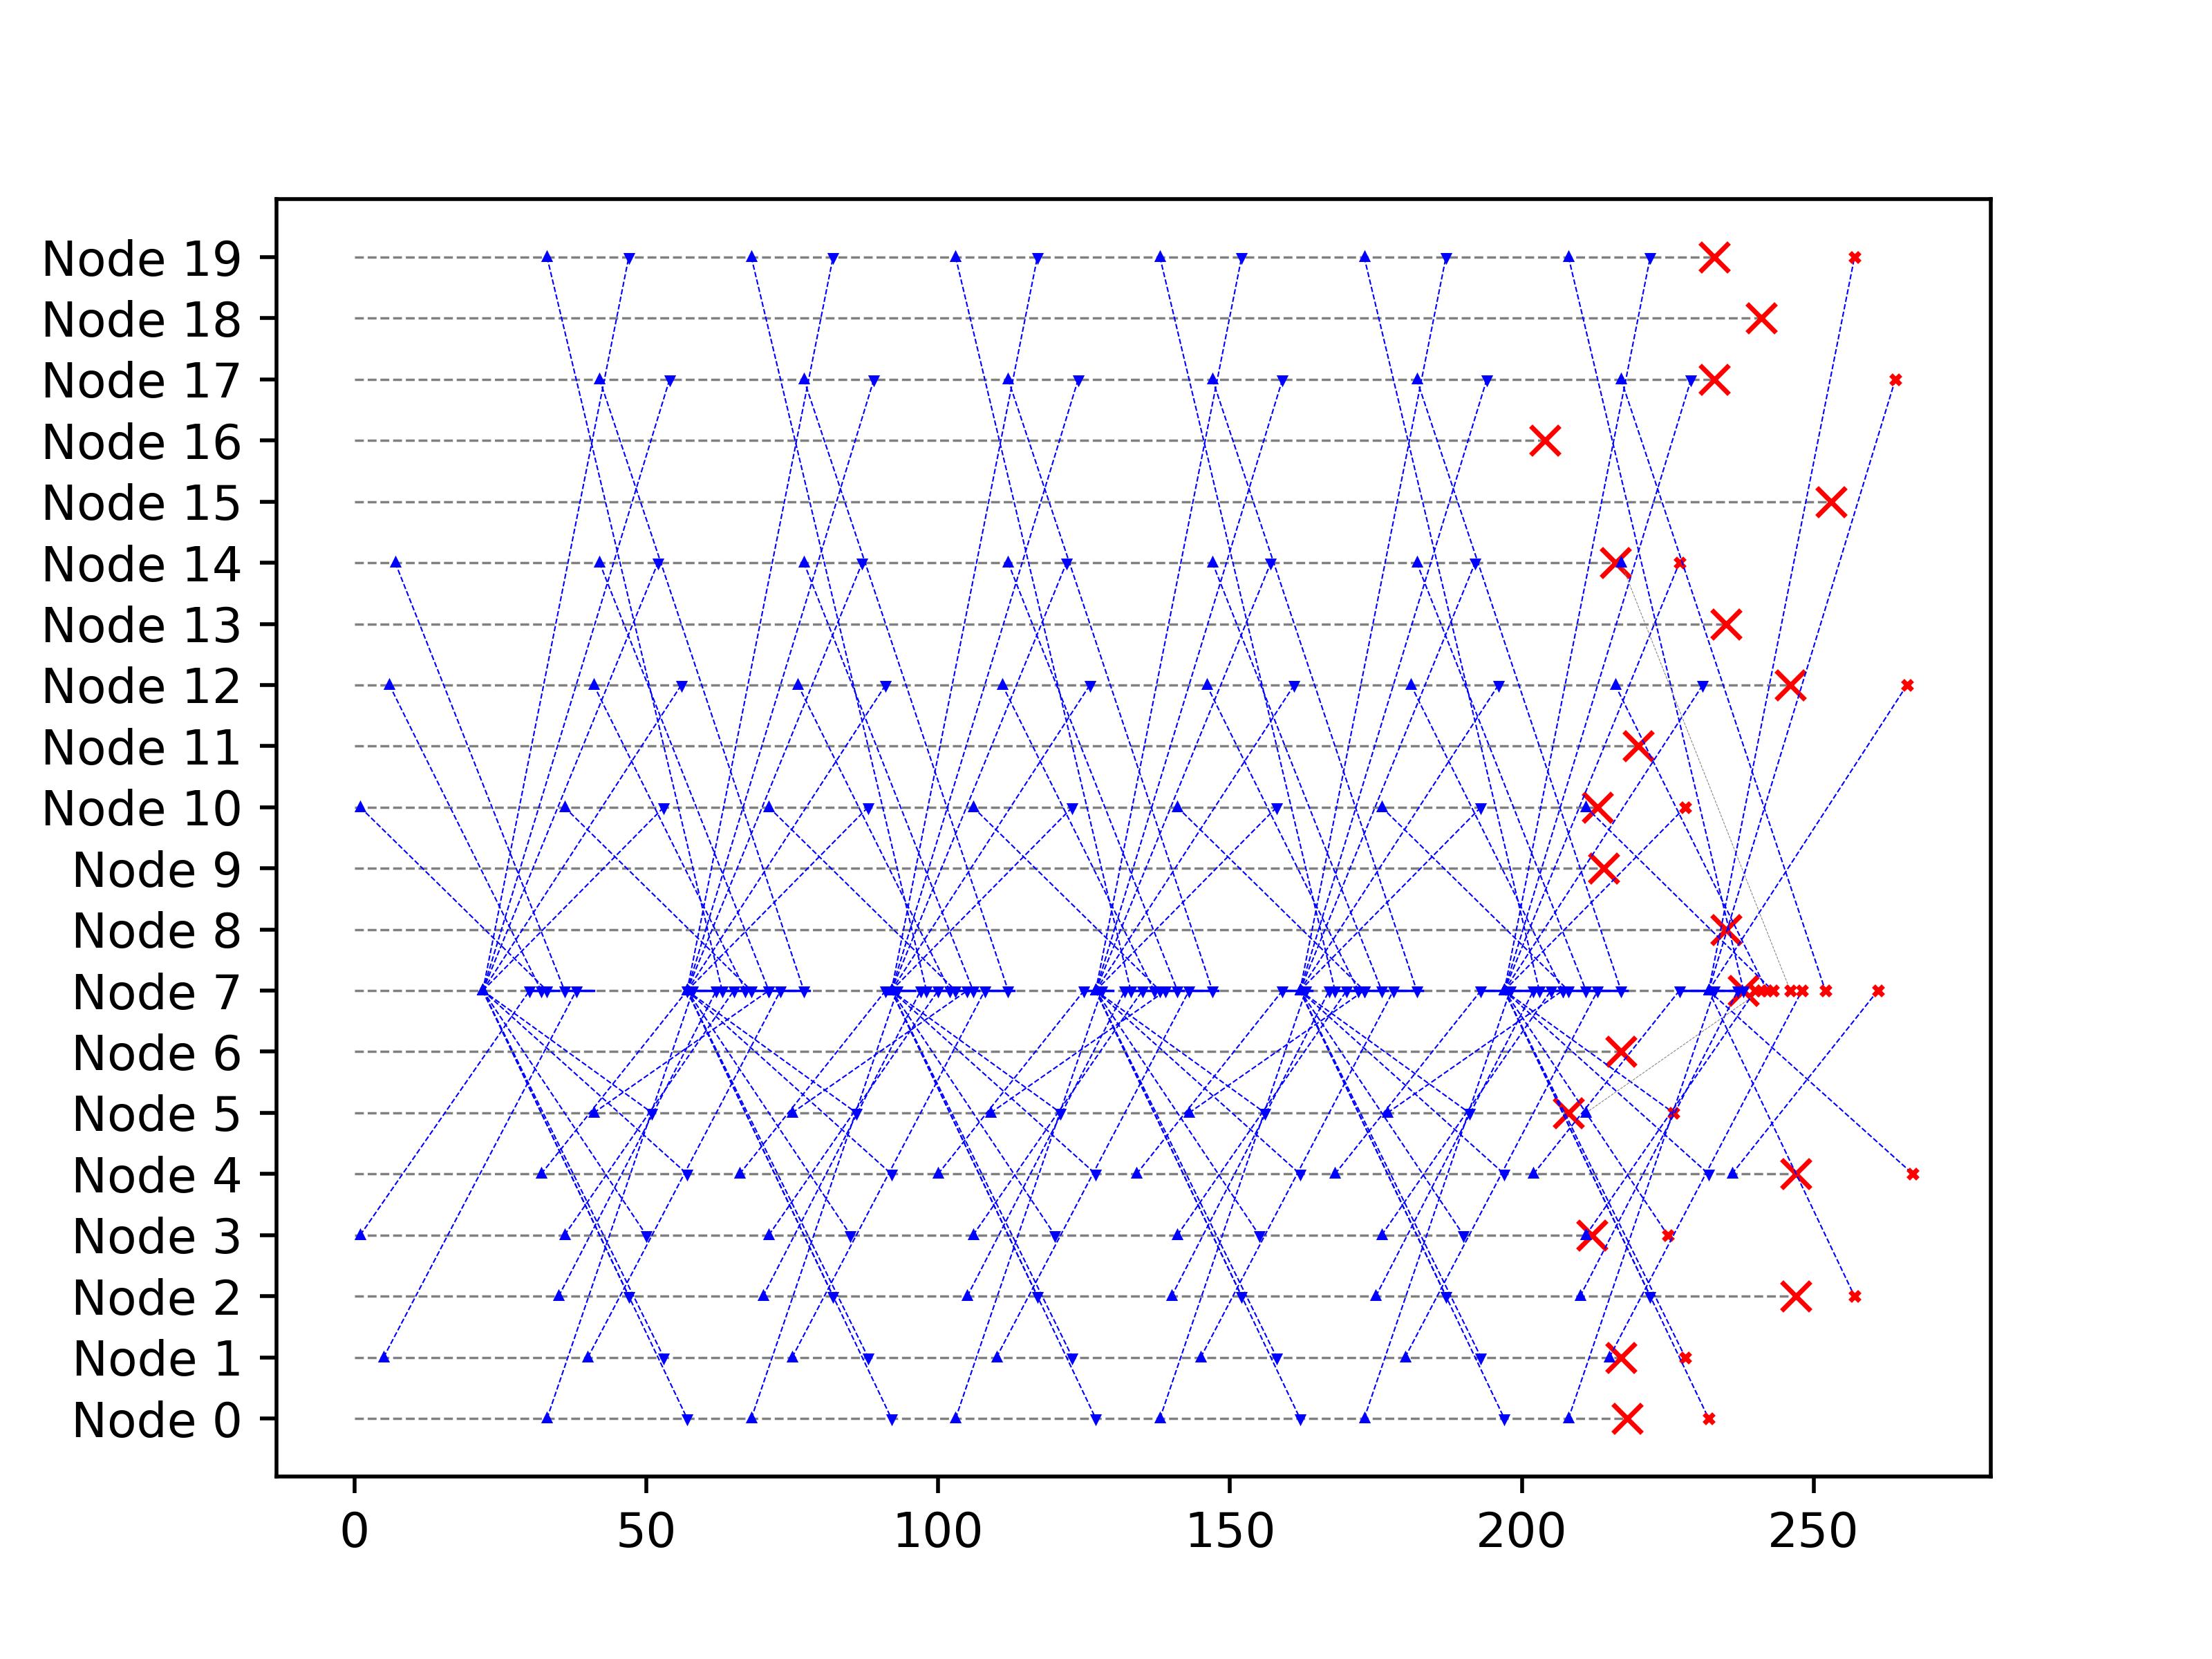 Node 19
Node 18
Node 17
Node 16
Node 15
Node 14
Node 13
Node 12
Node 11
Node 10
Node 9
Node 8
Node 7
Node 6
Node 5
Node 4
Node 3
Node 2
Node 1
Node 0
0 50 100 150 200 250